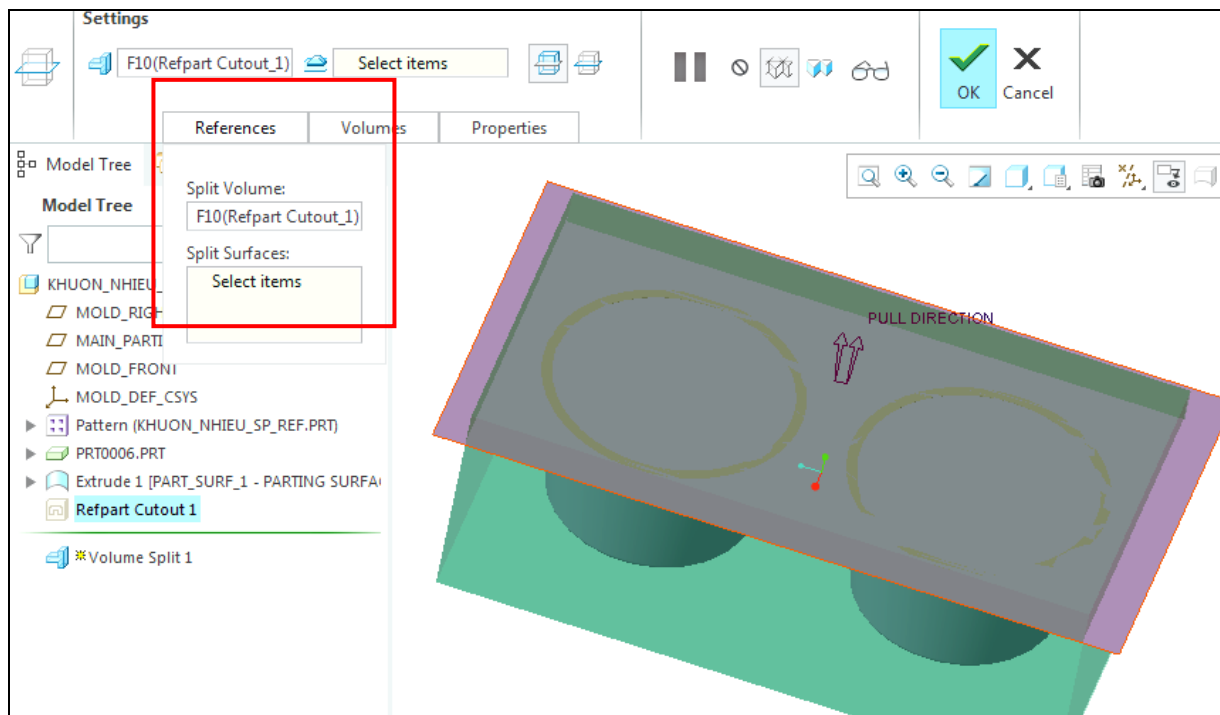 Settings
F10(Refpart Cutout_1)
Select items
OK
Cancel
References
Volumes
Properties
Split Volume:
F10(Refpart Cutout_1)
Split Surfaces:
Select items
Model Tree
Model Tree
KHUON_NHIEU_
MOLD_RIGH
MAIN_PARTI
MOLD_FRONT
MOLD_DEF_CSYS
Pattern (KHUON_NHIEU_SP_REF.PRT)
PRT0006.PRT
Extrude 1 [PART_SURF_1 - PARTING SURFA
Refpart Cutout 1
Volume Split 1
PULL DIRECTION